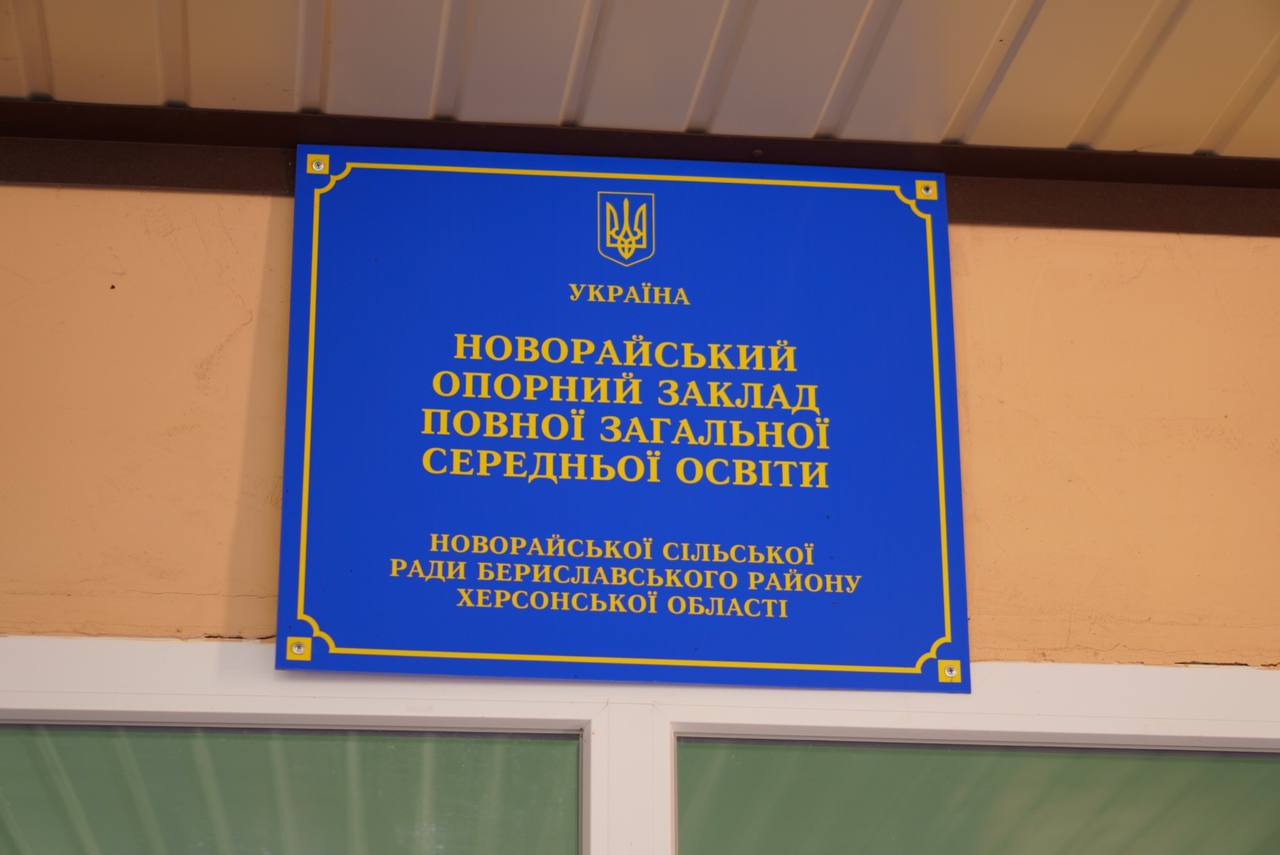 УКРАЇНА
НОВОРАЙСЬКИЙ
ОПОРНИЙ ЗАКЛАД
ПОВНОЇ ЗАГАЛЬНОЇ
СЕРЕДНЬОЇ ОСВІТИ
НОВОРАЙСЬКОЇ СІЛЬСЬКОЇ
РАДИ БЕРИСЛАВСЬКОГО РАЙОНУ
ХЕРСОНСЬКОЇ ОБЛАСТІ